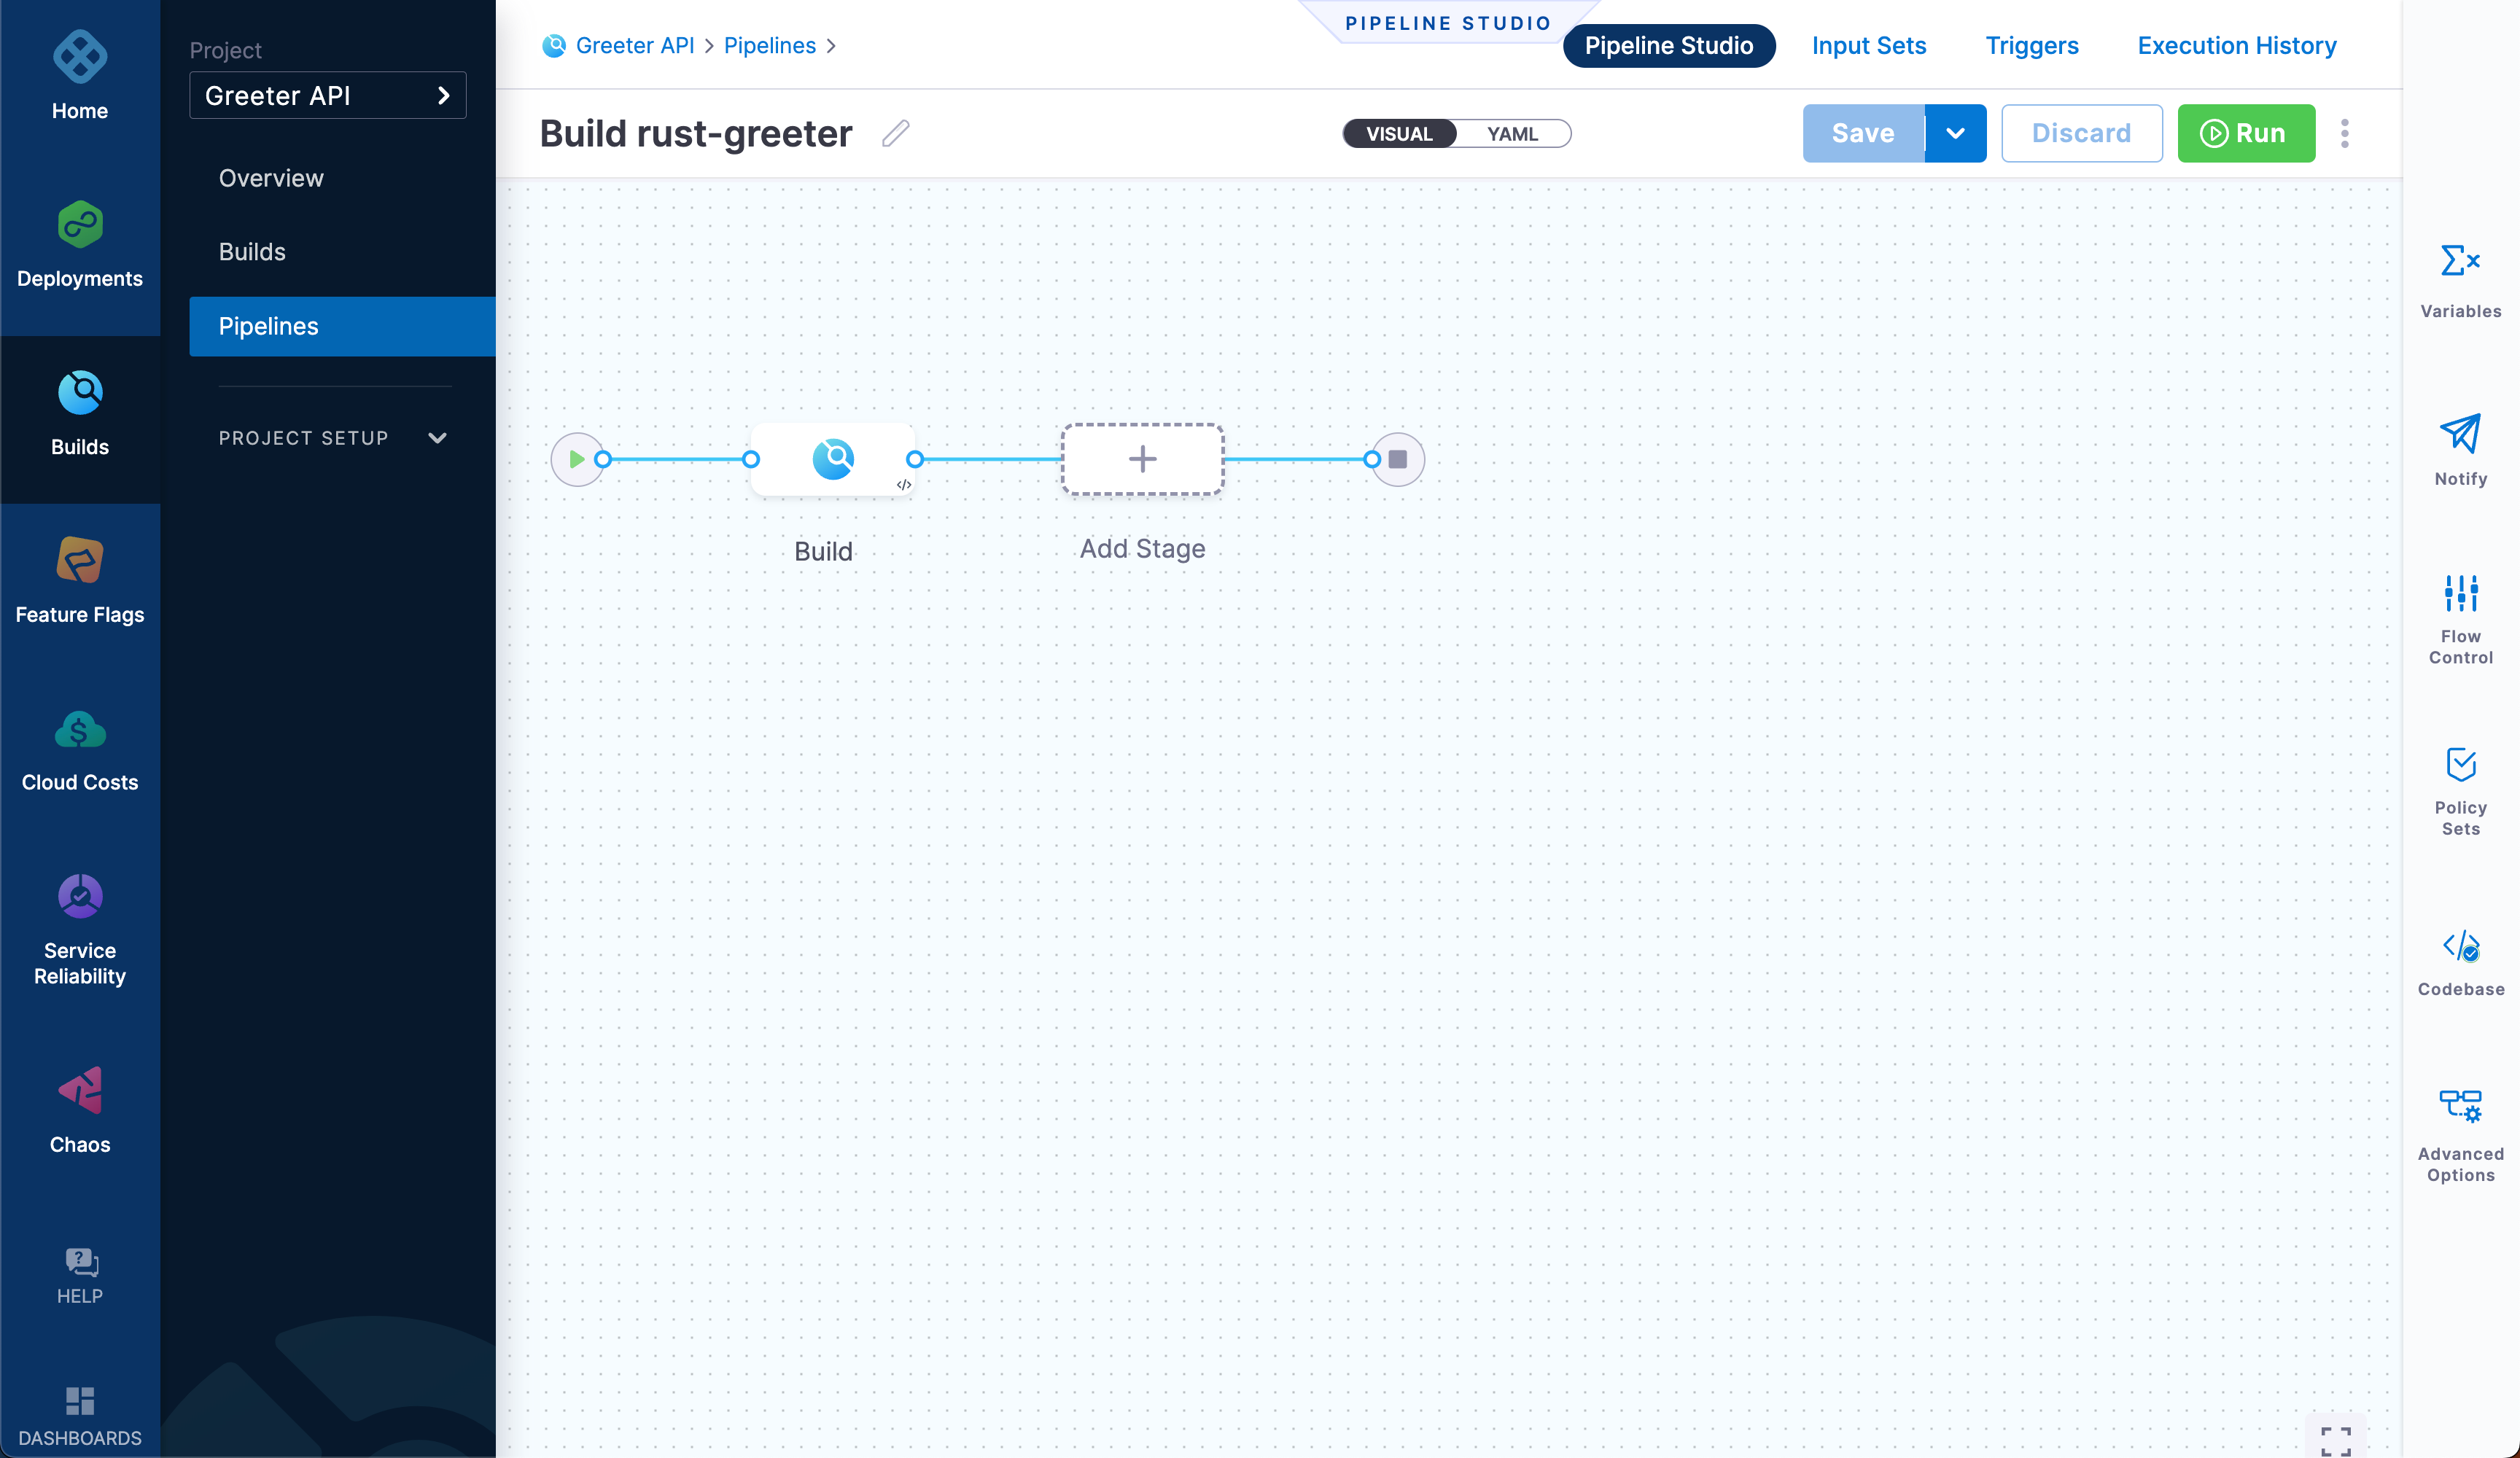 Home
Deployments
Builds
Feature Flags
Cloud Costs
Service
Reliability
Chaos
HELP
DASHBOARDS
Project
Greeter API
Overview
Builds
Pipelines
PROJECT SETUP
Greeter API > Pipelines >
PIPELINE STUDIO
Pipeline Studio
Input Sets
Triggers
Execution History
Build rust-greeter
VISUAL
YAML
Save
Discard
Run
</>
Build
Add Stage
Variables
Notify
Flow
Control
Policy
Sets
Codebase
Advanced
Options